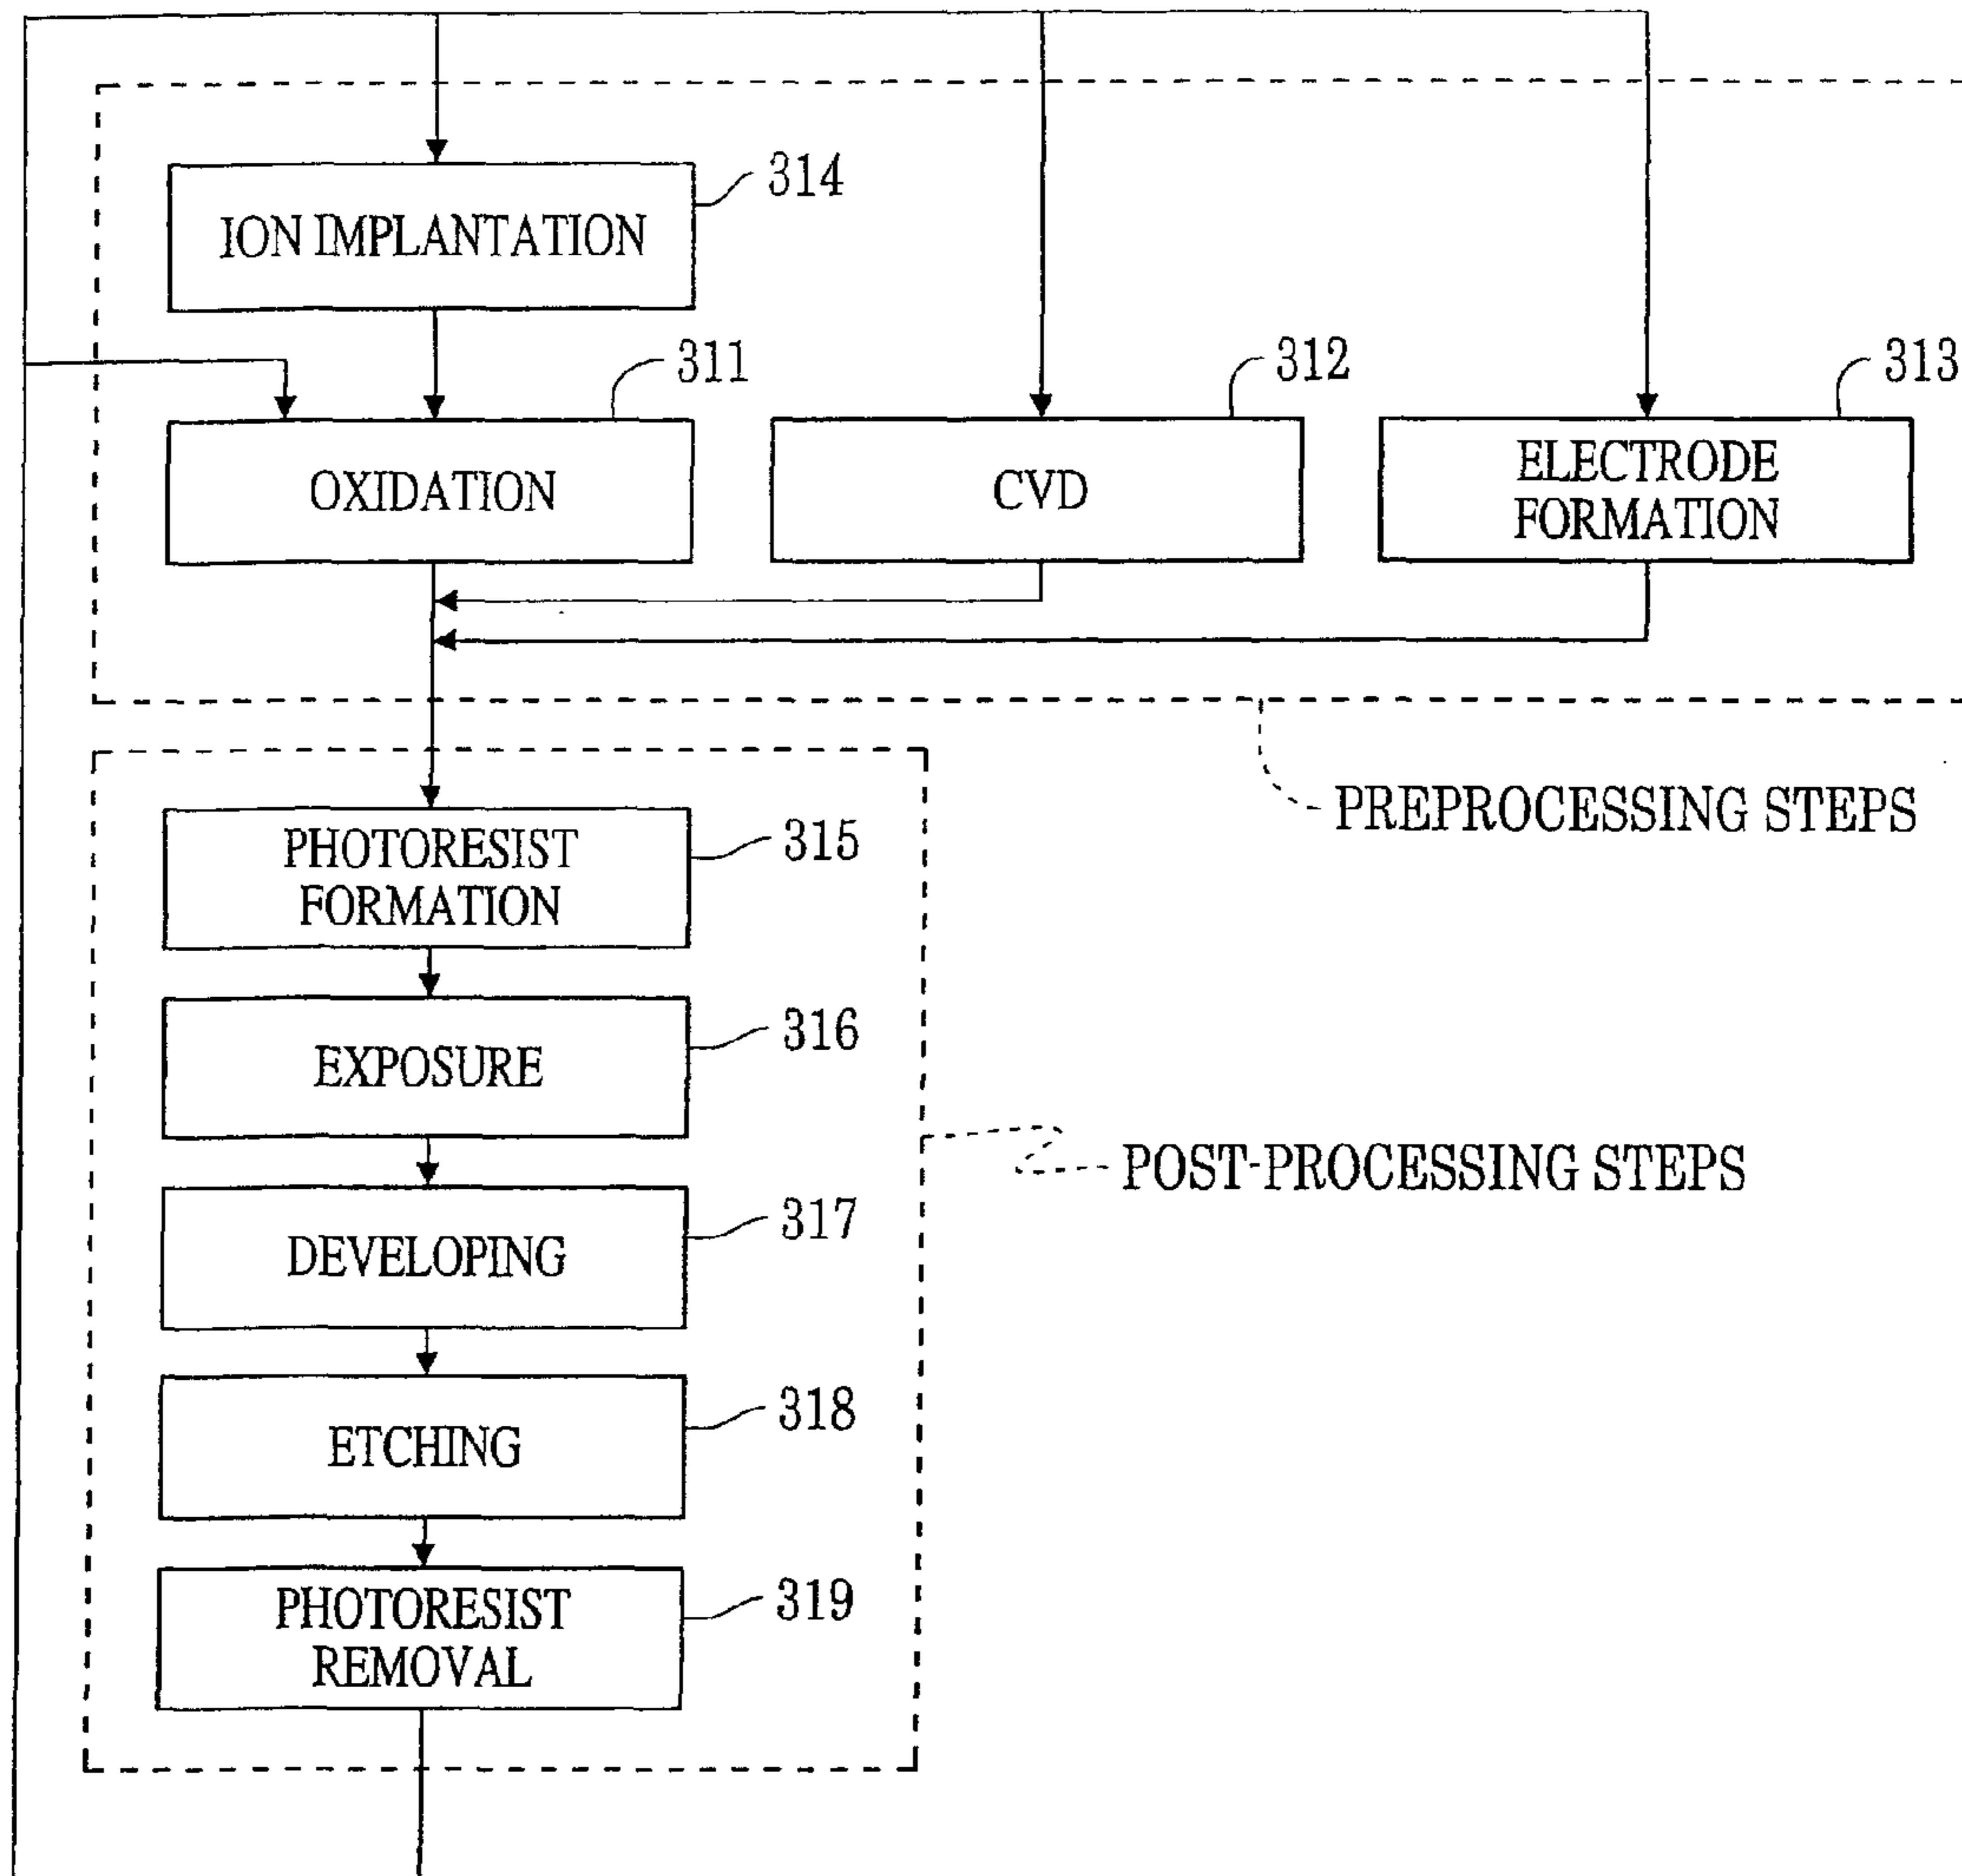 314
ION IMPLANTATION
311
312
313
OXIDATION
CVD
ELECTRODE
FORMATION
PREPROCESSING STEPS
PHOTORESIST
FORMATION
315
EXPOSURE
316
POST-PROCESSING STEPS
DEVELOPING
317
ETCHING
318
PHOTORESIST
REMOVAL
319